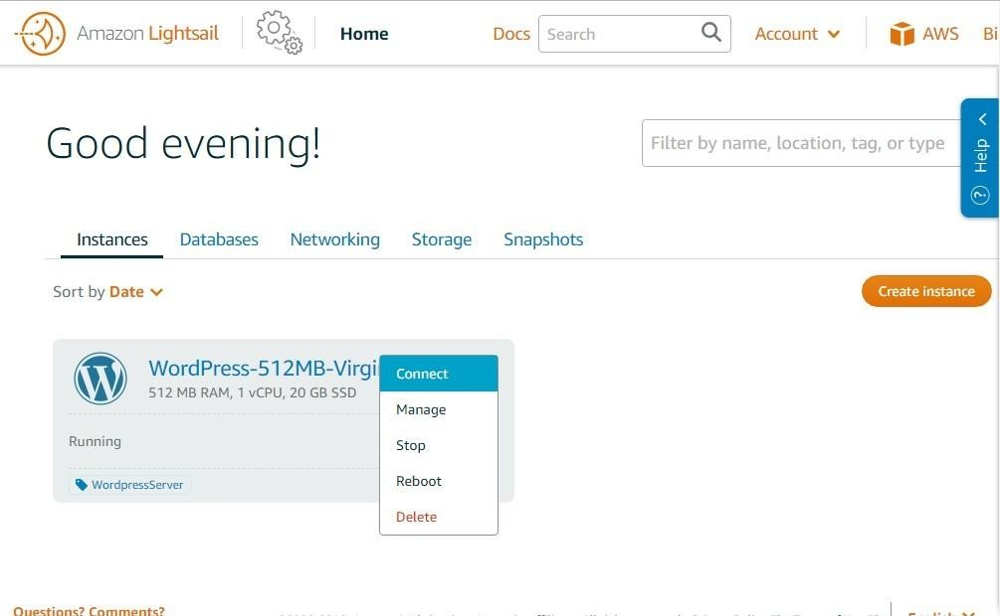 Amazon Lightsail Home Docs Search Account AWS Bi
Good evening!
Filter by name, location, tag, or type
Help
Instances Databases Networking Storage Snapshots
Sort by Date
Create instance
WordPress-512MB-Virgi
512 MB RAM, 1 vCPU, 20 GB SSD
Running
WordpressServer
Connect
Manage
Stop
Reboot
Delete
Questions? Comments?
English